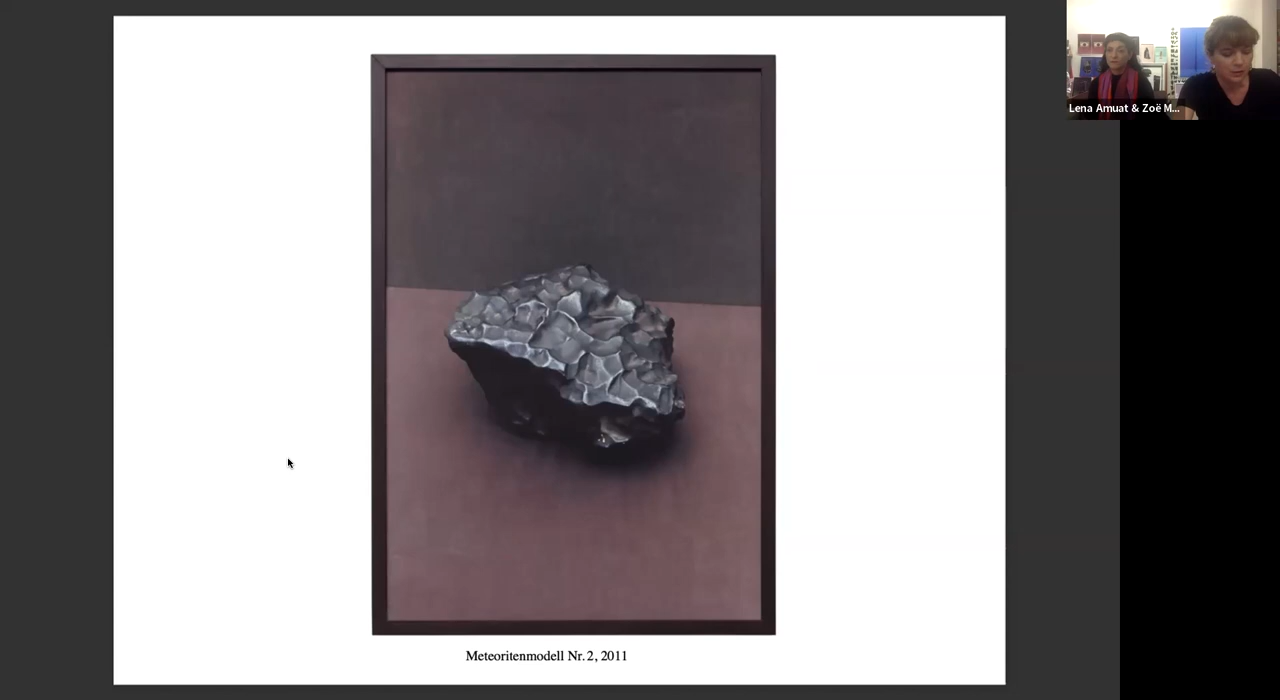 Lena Amuat & Zoë M...
Meteoritenmodell Nr. 2, 2011